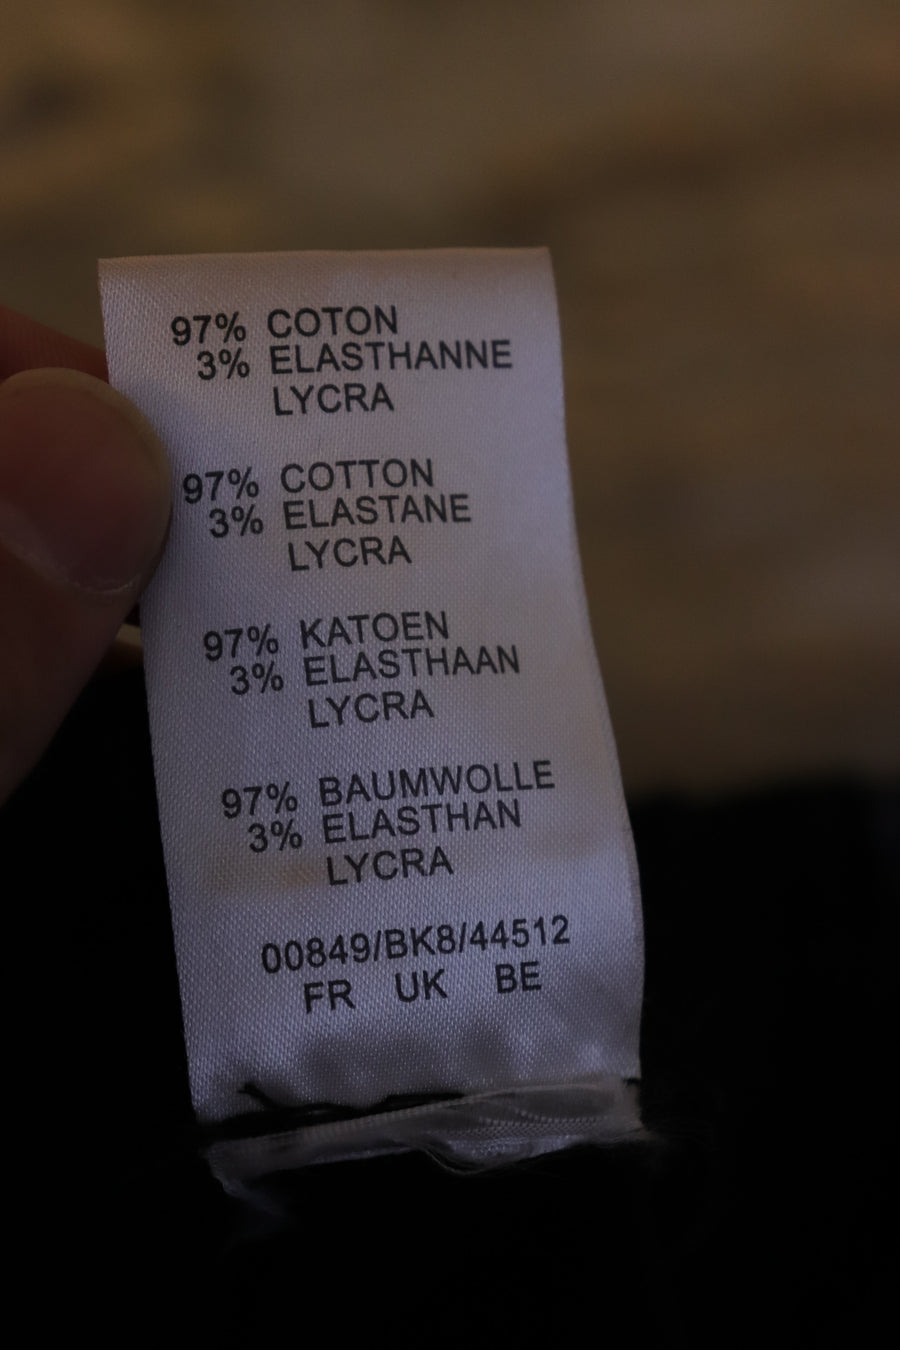 97% COTON
3% ELASTHANNE
LYCRA
97% COTTON
3% ELASTANE
LYCRA
97% KATOEN
3% ELASTHAAN
LYCRA
97% BAUMWOLLE
3% ELASTHAN
LYCRA
00849/BK8/44512
FR UK BE